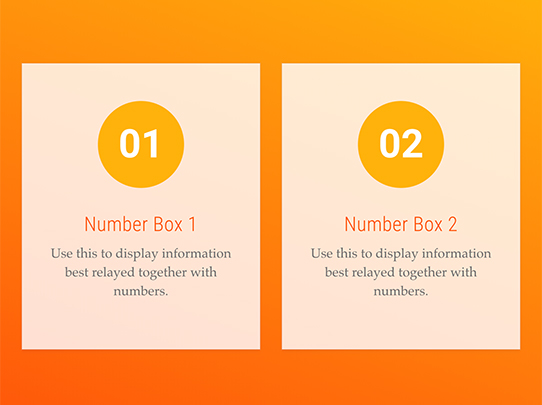 01
Number Box 1
Use this to display information
best relayed together with
numbers.
02
Number Box 2
Use this to display information
best relayed together with
numbers.